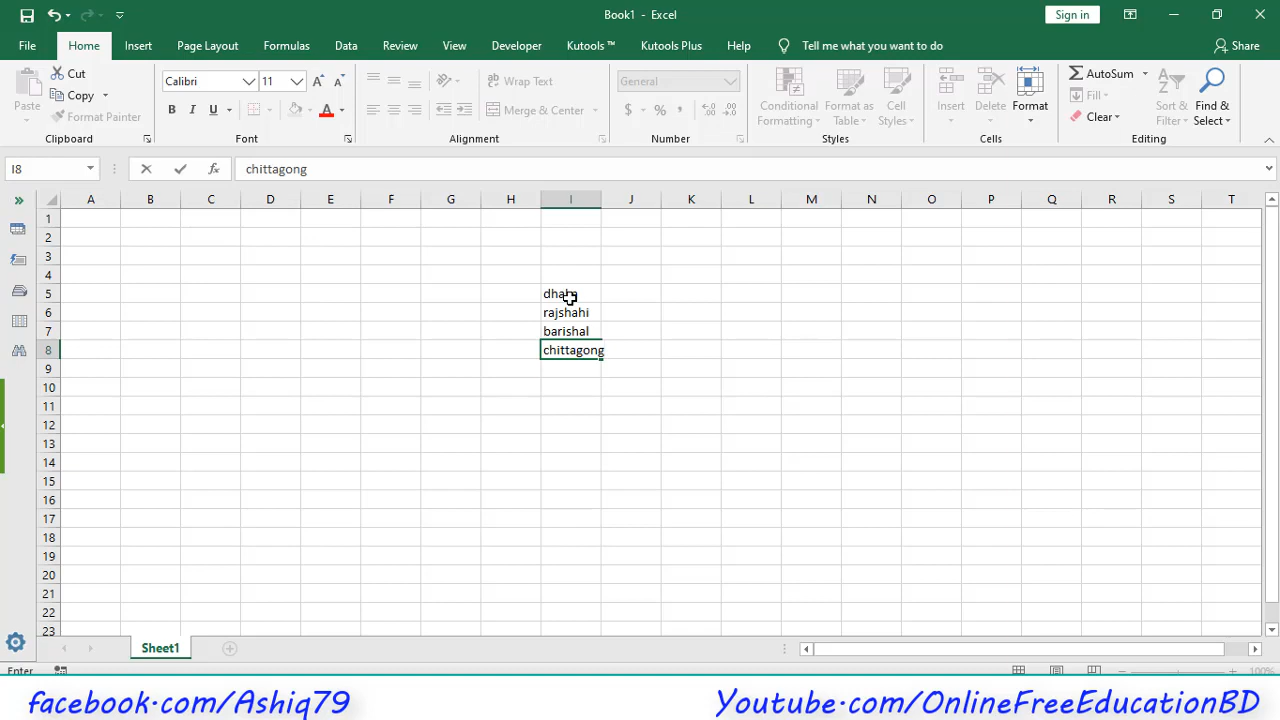 Book1 - Excel
Sign in
File Home Insert Page Layout Formulas Data Review View Developer Kutools ™ Kutools Plus Help Tell me what you want to do Share
Paste
Cut
Copy
Format Painter
Clipboard
Calibri 11
B I U
Font
Wrap Text
Merge & Center
Alignment
General
$ % ,
Number
Conditional Formatting
Format as Table
Cell Styles
Styles
Insert
Delete
Format
Cells
AutoSum
Fill
Clear
Sort & Filter
Find & Select
Editing
I8 fx chittagong
A B C D E F G H I J K L M N O P Q R S T
1
2
3
4
5
6 rajshahi
7 barishal
8 chittagong
9
10
11
12
13
14
15
16
17
18
19
20
21
22
23
Sheet1
Enter 100%
facebook.com/Ashiq79 Youtube.com/OnlineFreeEducationBD